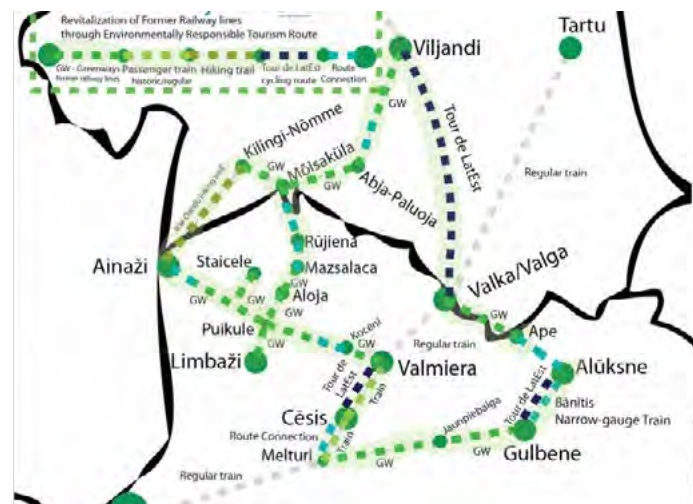 Revitalization of Former Railway lines
through Environmentally Responsible Tourism Route
GW - Greenways
former railway lines
Passenger train
historic/regular
Hiking trail
Tour de LatEst
cycling route
Route
Connection
Viljandi
Tartu
Tour de LatEst
GW
Kilingi-Nõmme
GW
Mõisaküla
GW
Abja-Paluoja
Regular train
Rūjiena
Ainaži
Staicele
Mazsalaca
Valka/Valga
GW
GW
Aloja
GW
GW
Puikule
GW
Kocēni
GW
Regular train
Ape
Limbaži
Valmiera
Alūksne
Tour de
LatEst
Train
Tour de LatEst
Bānītis
Narrow-gauge Train
Cēsis
Route Connection
Train
Jaunpiebalga
Melturi
GW
GW
Gulbene
Regular train